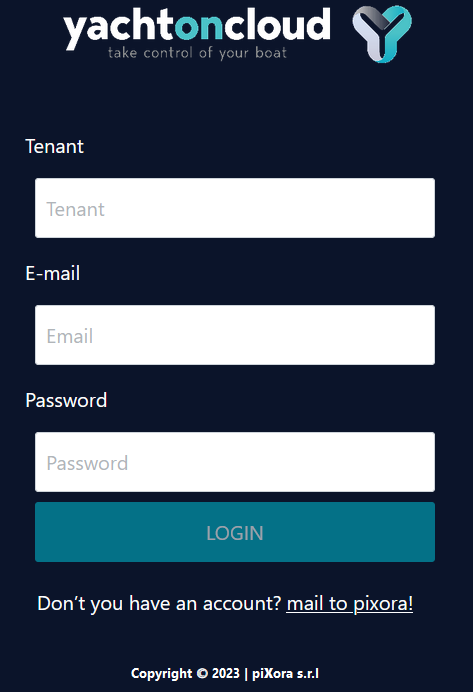 yachtoncloud
take control of your boat
Tenant
Tenant
E-mail
Email
Password
Password
LOGIN
Don’t you have an account? mail to pixora!
Copyright © 2023 | piXora s.r.l